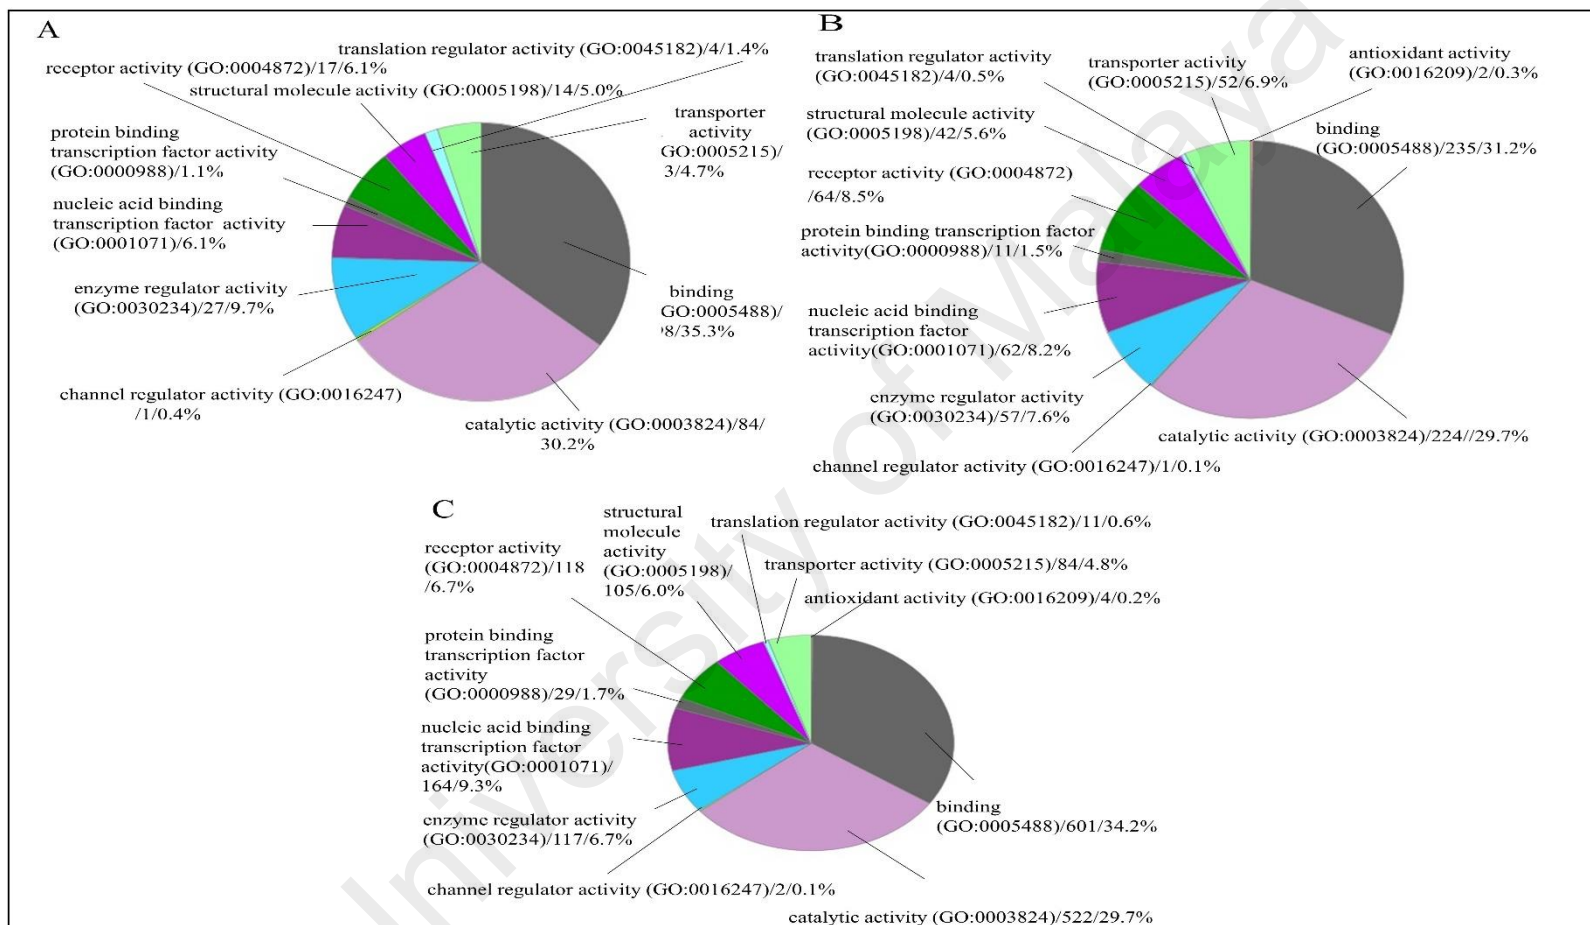 A
translation regulator activity (GO:0045182)/4/1.4%
receptor activity (GO:0004872)/17/6.1%
structural molecule activity (GO:0005198)/14/5.0%
transporter
activity
GO:0005215)/
3/4.7%
protein binding
transcription factor activity
(GO:0000988)/1.1%
nucleic acid binding
transcription factor activity
(GO:0001071)/6.1%
enzyme regulator activity
(GO:0030234)/27/9.7%
binding
GO:0005488)/
8/35.3%
channel regulator activity (GO:0016247)
/1/0.4%
catalytic activity (GO:0003824)/84/
30.2%
B
translation regulator activity
(GO:0045182)/4/0.5%
transporter activity
(GO:0005215)/52/6.9%
antioxidant activity
(GO:0016209)/2/0.3%
structural molecule activity
(GO:0005198)/42/5.6%
binding
(GO:0005488)/235/31.2%
receptor activity (GO:0004872)
/64/8.5%
protein binding transcription factor
activity(GO:0000988)/11/1.5%
nucleic acid binding
transcription factor
activity(GO:0001071)/62/8.2%
enzyme regulator activity
(GO:0030234)/57/7.6%
catalytic activity (GO:0003824)/224//29.7%
channel regulator activity (GO:0016247)/1/0.1%
C
structural
molecule
activity
(GO:0005198)/
105/6.0%
translation regulator activity (GO:0045182)/11/0.6%
receptor activity
(GO:0004872)/118
/6.7%
transporter activity (GO:0005215)/84/4.8%
antioxidant activity (GO:0016209)/4/0.2%
protein binding
transcription factor
activity
(GO:0000988)/29/1.7%
nucleic acid binding
transcription factor
activity(GO:0001071)/
164/9.3%
enzyme regulator activity
(GO:0030234)/117/6.7%
binding
(GO:0005488)/601/34.2%
channel regulator activity (GO:0016247)/2/0.1%
catalytic activity (GO:0003824)/522/29.7%
University of Malaya